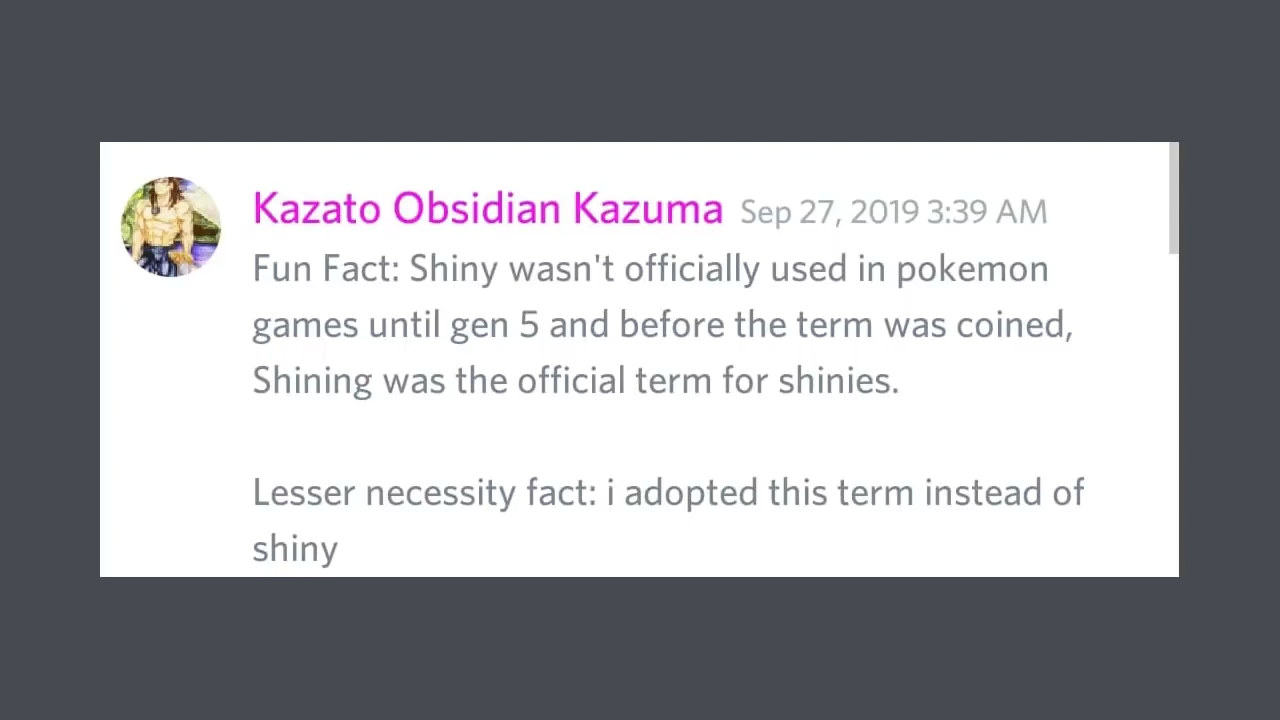 Kazato Obsidian Kazuma Sep 27, 2019 3:39 AM
Fun Fact: Shiny wasn't officially used in pokemon
games until gen 5 and before the term was coined,
Shining was the official term for shinies.
Lesser necessity fact: i adopted this term instead of
shiny